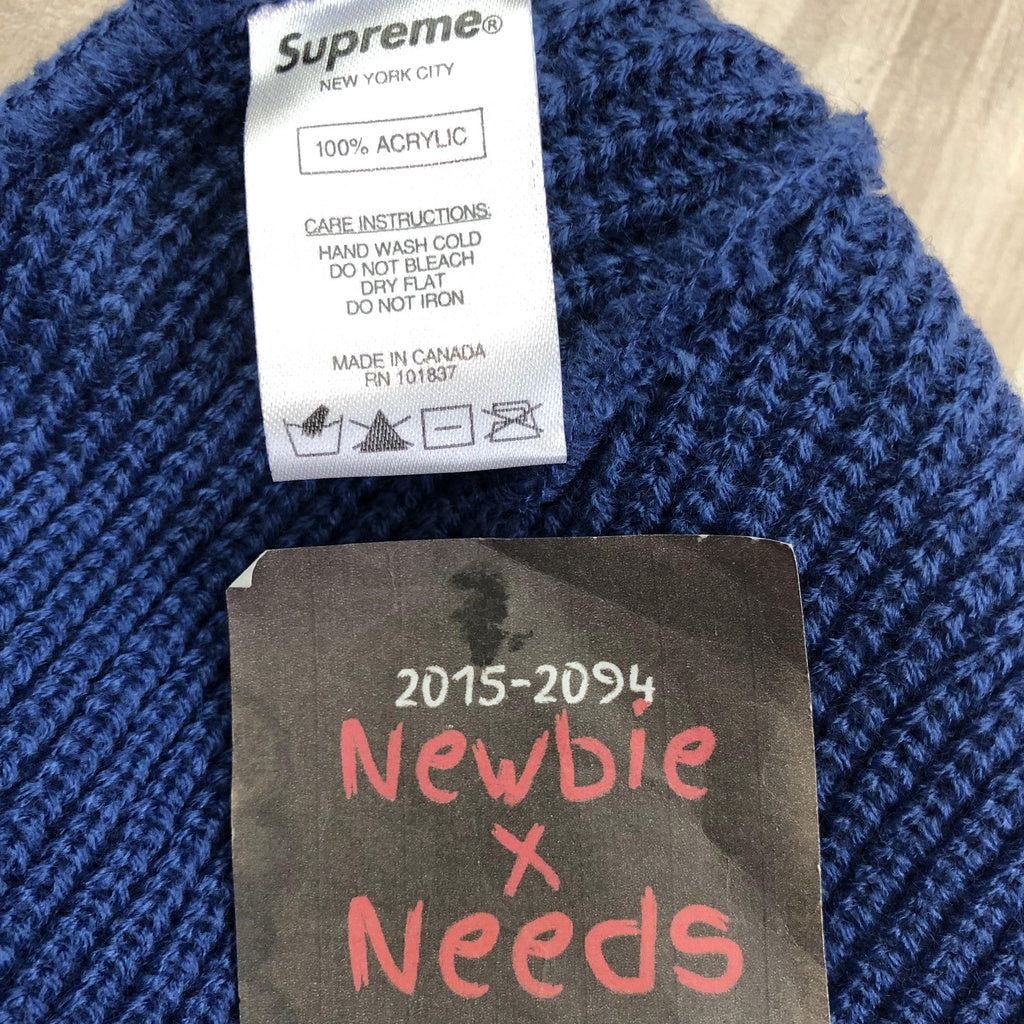 Supreme®
NEW YORK CITY
100% ACRYLIC
CARE INSTRUCTIONS:
HAND WASH COLD
DO NOT BLEACH
DRY FLAT
DO NOT IRON
MADE IN CANADA
RN 101837
2015-2094
Newbie
x
Needs